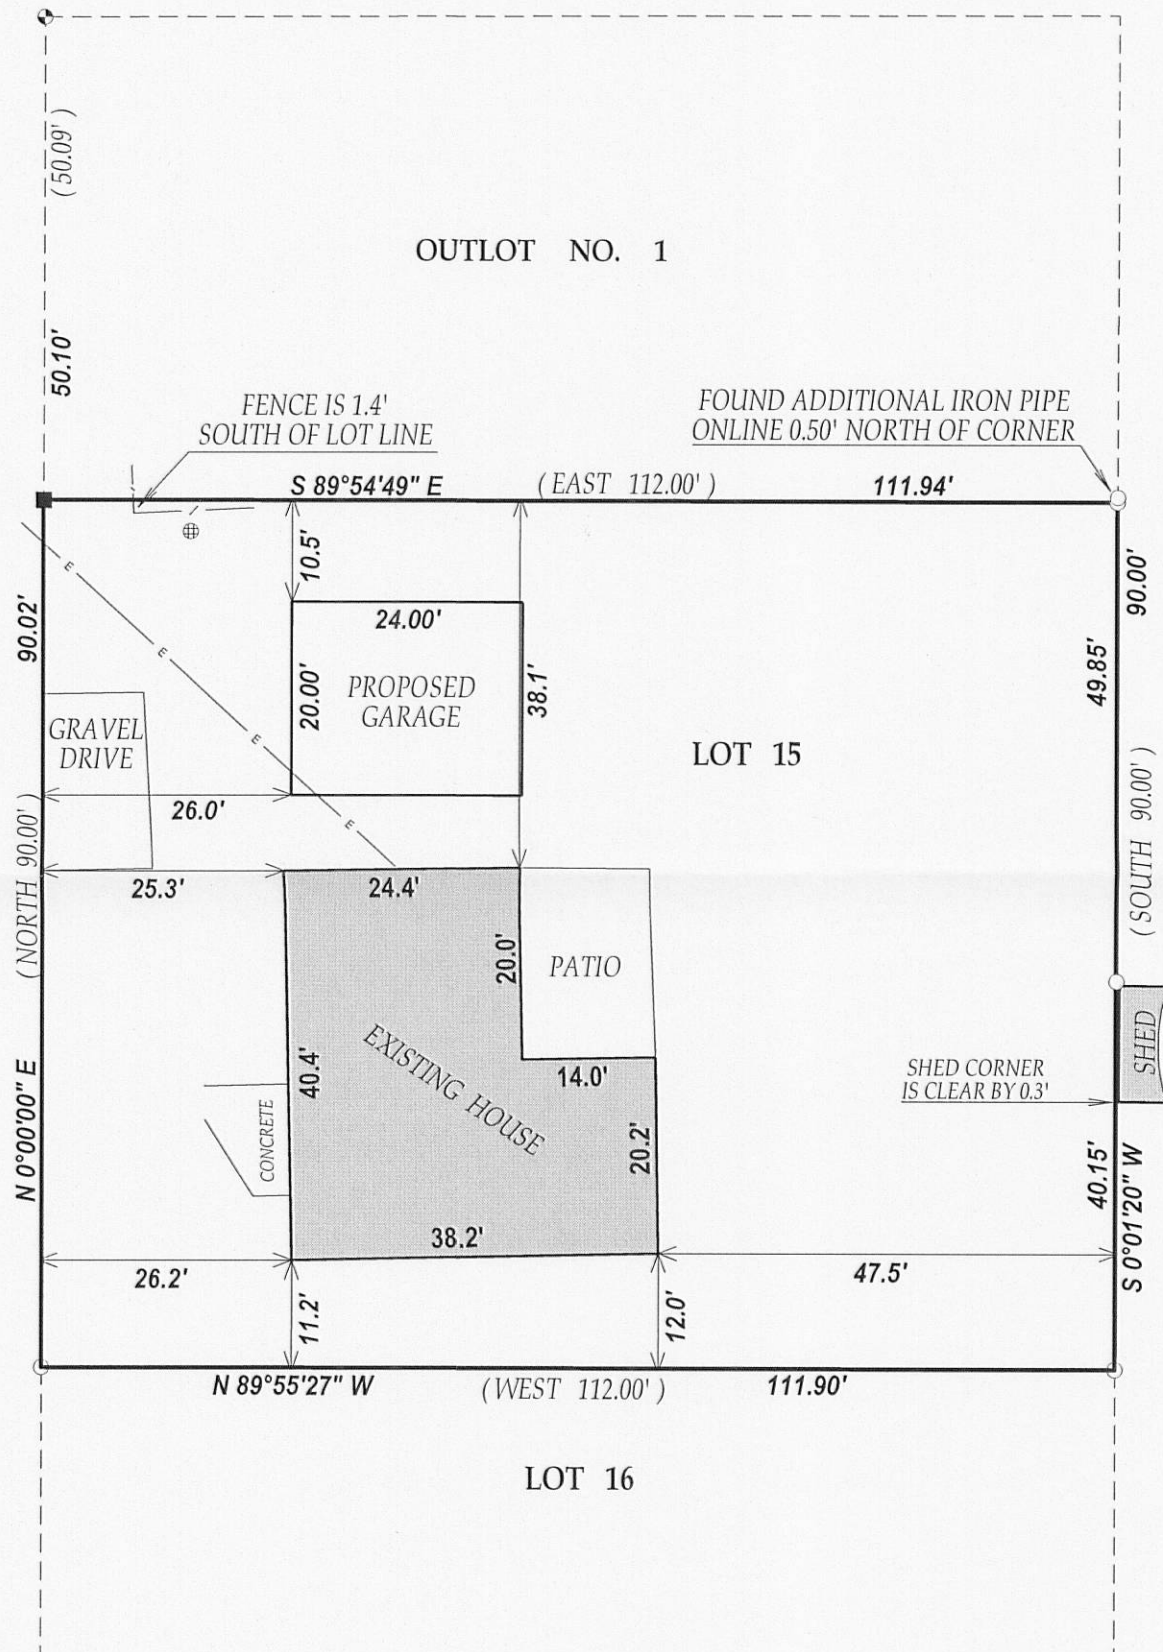 ( 50.09' )
OUTLOT NO. 1
50.10'
FENCE IS 1.4'
SOUTH OF LOT LINE
FOUND ADDITIONAL IRON PIPE
ONLINE 0.50' NORTH OF CORNER
S 89°54'49" E
( EAST 112.00' )
111.94'
10.5'
90.02'
90.00'
24.00'
20.00'
PROPOSED
GARAGE
38.1'
49.85'
GRAVEL
DRIVE
LOT 15
E
E
E
E
26.0'
( NORTH 90.00' )
( SOUTH 90.00' )
25.3'
24.4'
20.0'
PATIO
EXISTING HOUSE
40.4'
14.0'
SHED
SHED CORNER
IS CLEAR BY 0.3'
N 0°00'00" E
CONCRETE
20.2'
40.15'
S 0°01'20" W
38.2'
26.2'
47.5'
11.2'
12.0'
N 89°55'27" W
( WEST 112.00' )
111.90'
LOT 16